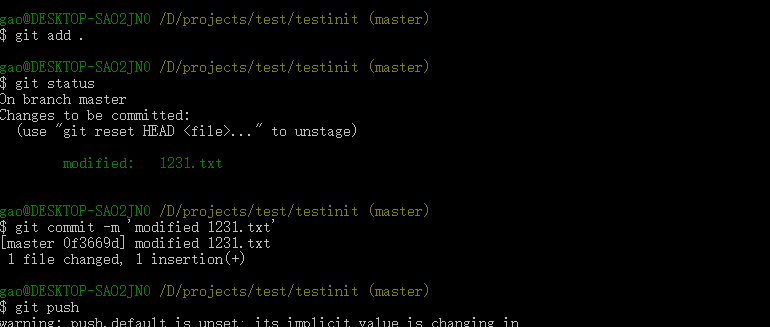 gao@DESKTOP-SAO2JN0 /D/projects/test/testinit (master)
$ git add .
gao@DESKTOP-SAO2JN0 /D/projects/test/testinit (master)
$ git status
On branch master
Changes to be committed:
  (use "git reset HEAD <file>..." to unstage)
        modified:   1231.txt
gao@DESKTOP-SAO2JN0 /D/projects/test/testinit (master)
$ git commit -m 'modified 1231.txt'
[master 0f3669d] modified 1231.txt
 1 file changed, 1 insertion(+)
gao@DESKTOP-SAO2JN0 /D/projects/test/testinit (master)
$ git push
warning: push.default is unset; its implicit value is changing in